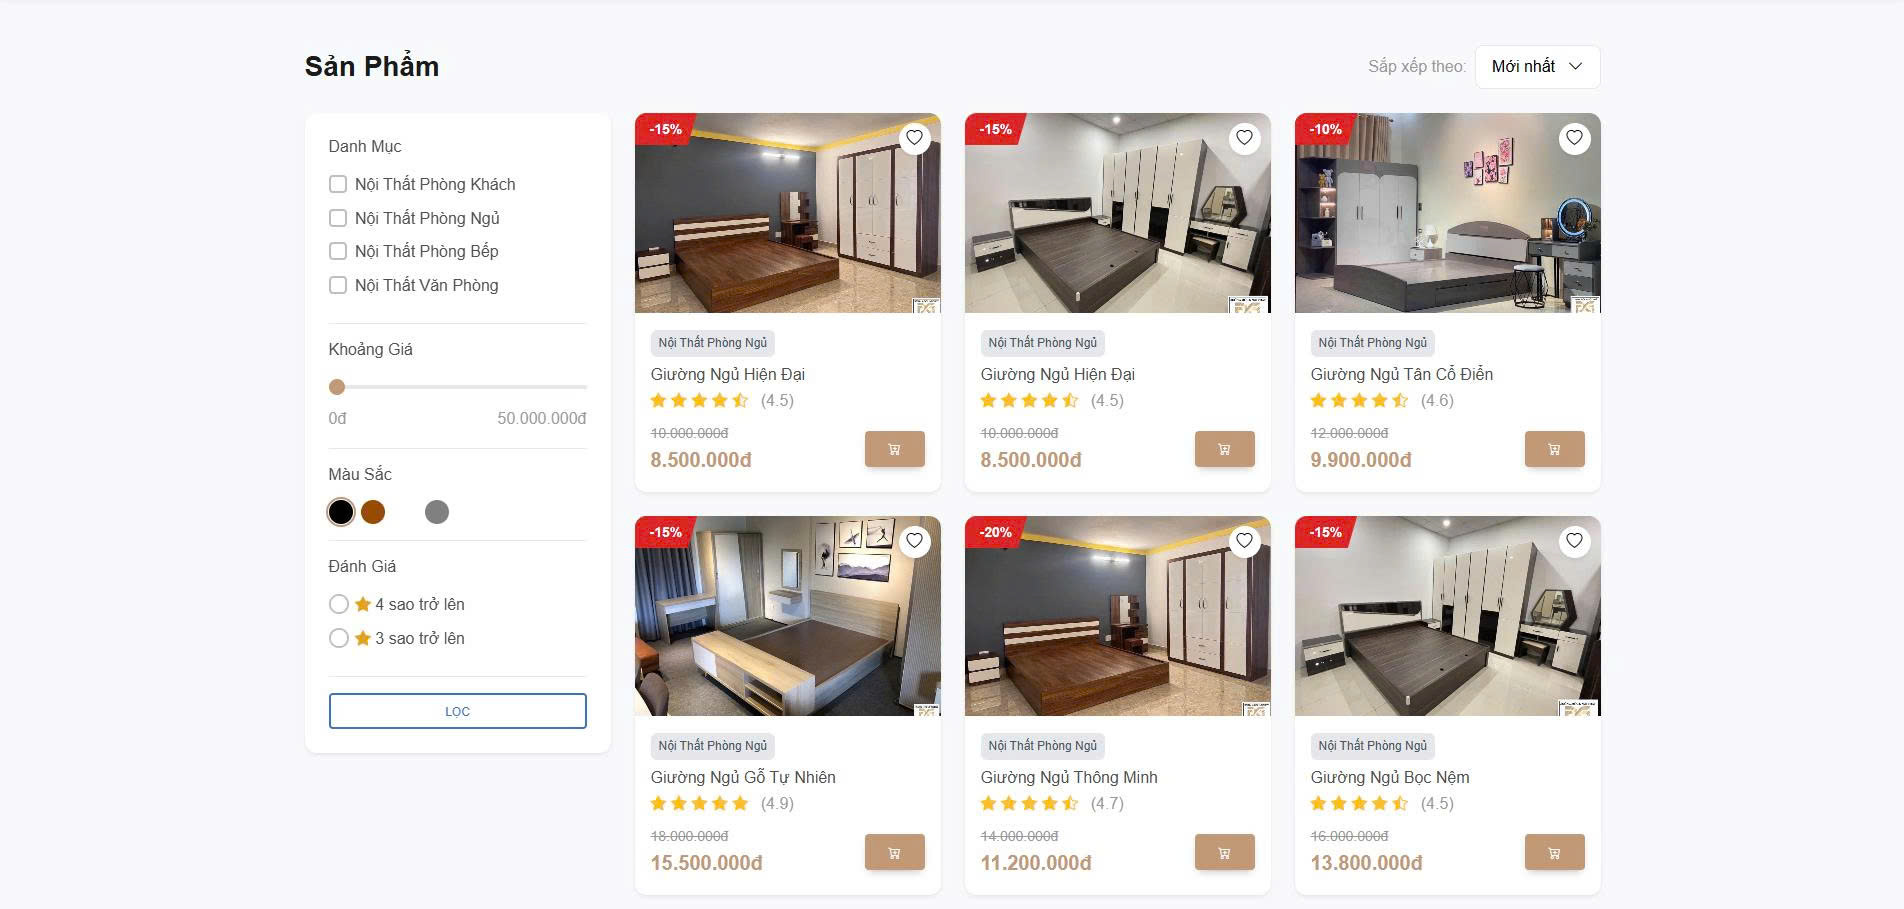 Sản Phẩm
Sắp xếp theo:
Mới nhất
Danh Mục
Nội Thất Phòng Khách
Nội Thất Phòng Ngủ
Nội Thất Phòng Bếp
Nội Thất Văn Phòng
Khoảng Giá
0đ
50.000.000đ
Màu Sắc
Đánh Giá
4 sao trở lên
3 sao trở lên
LỌC
-15%
Nội Thất Phòng Ngủ
Giường Ngủ Hiện Đại
(4.5)
10.000.000đ
8.500.000đ
-15%
Nội Thất Phòng Ngủ
Giường Ngủ Hiện Đại
(4.5)
10.000.000đ
8.500.000đ
-10%
Nội Thất Phòng Ngủ
Giường Ngủ Tân Cổ Điển
(4.6)
12.000.000đ
9.900.000đ
-15%
Nội Thất Phòng Ngủ
Giường Ngủ Gỗ Tự Nhiên
(4.9)
18.000.000đ
15.500.000đ
-20%
Nội Thất Phòng Ngủ
Giường Ngủ Thông Minh
(4.7)
14.000.000đ
11.200.000đ
-15%
Nội Thất Phòng Ngủ
Giường Ngủ Bọc Nệm
(4.5)
16.000.000đ
13.800.000đ